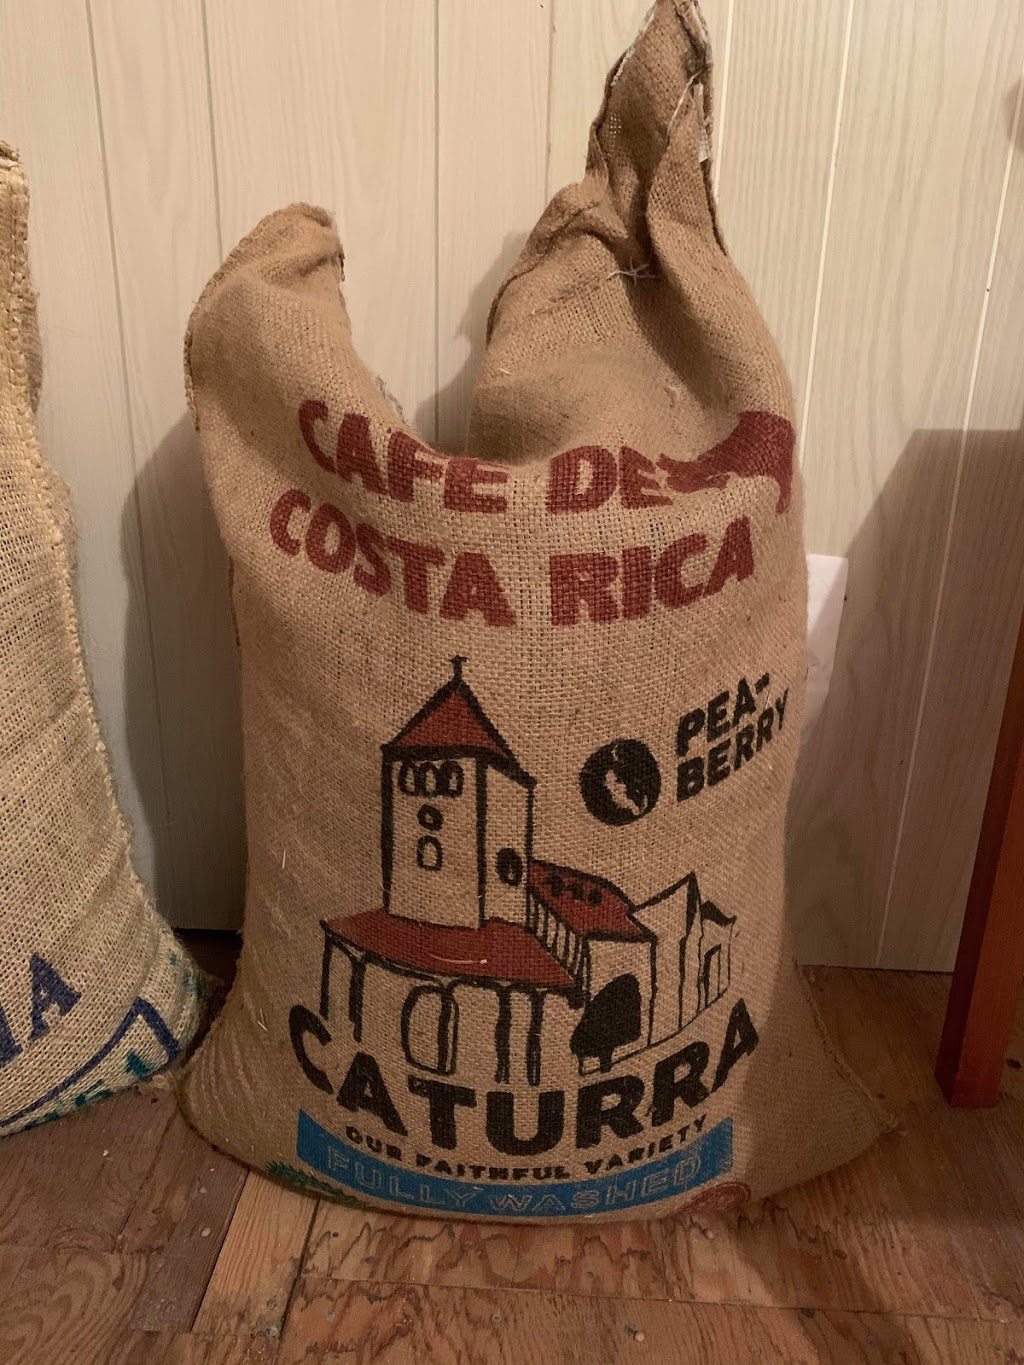 CAFE DE
COSTA RICA
PEA-
BERRY
CATURRA
OUR FAITHFUL VARIETY
FULLY WASHED